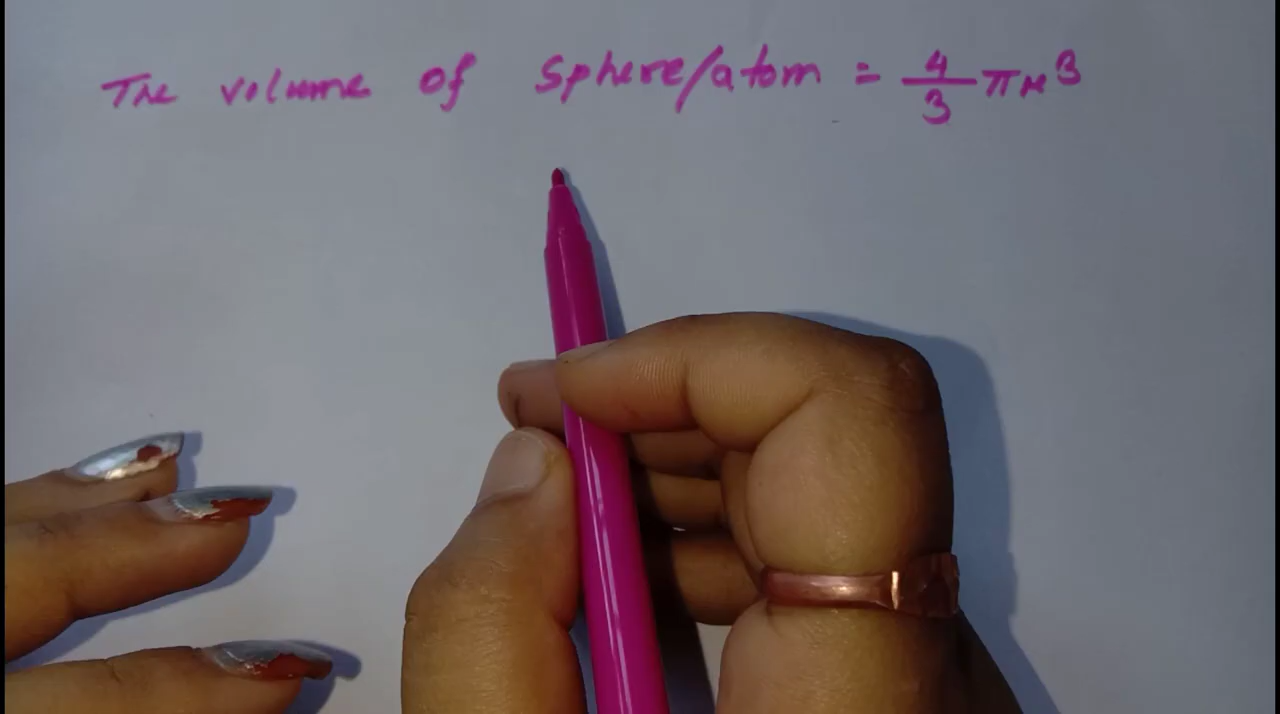 The volume of Sphere/atom = 4/3 πr³